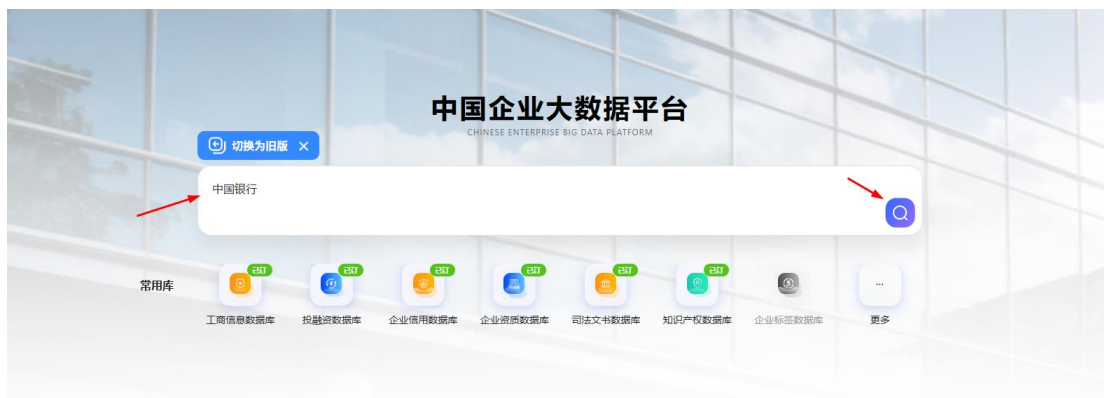 中国企业大数据平台
CHINESE ENTERPRISE BIG DATA PLATFORM
切换为旧版 ×
中国银行
常用库
已订 已订 已订 已订 已订 已订
工商信息数据库 投融资数据库 企业信用数据库 企业资质数据库 司法文书数据库 知识产权数据库 企业标签数据库 更多